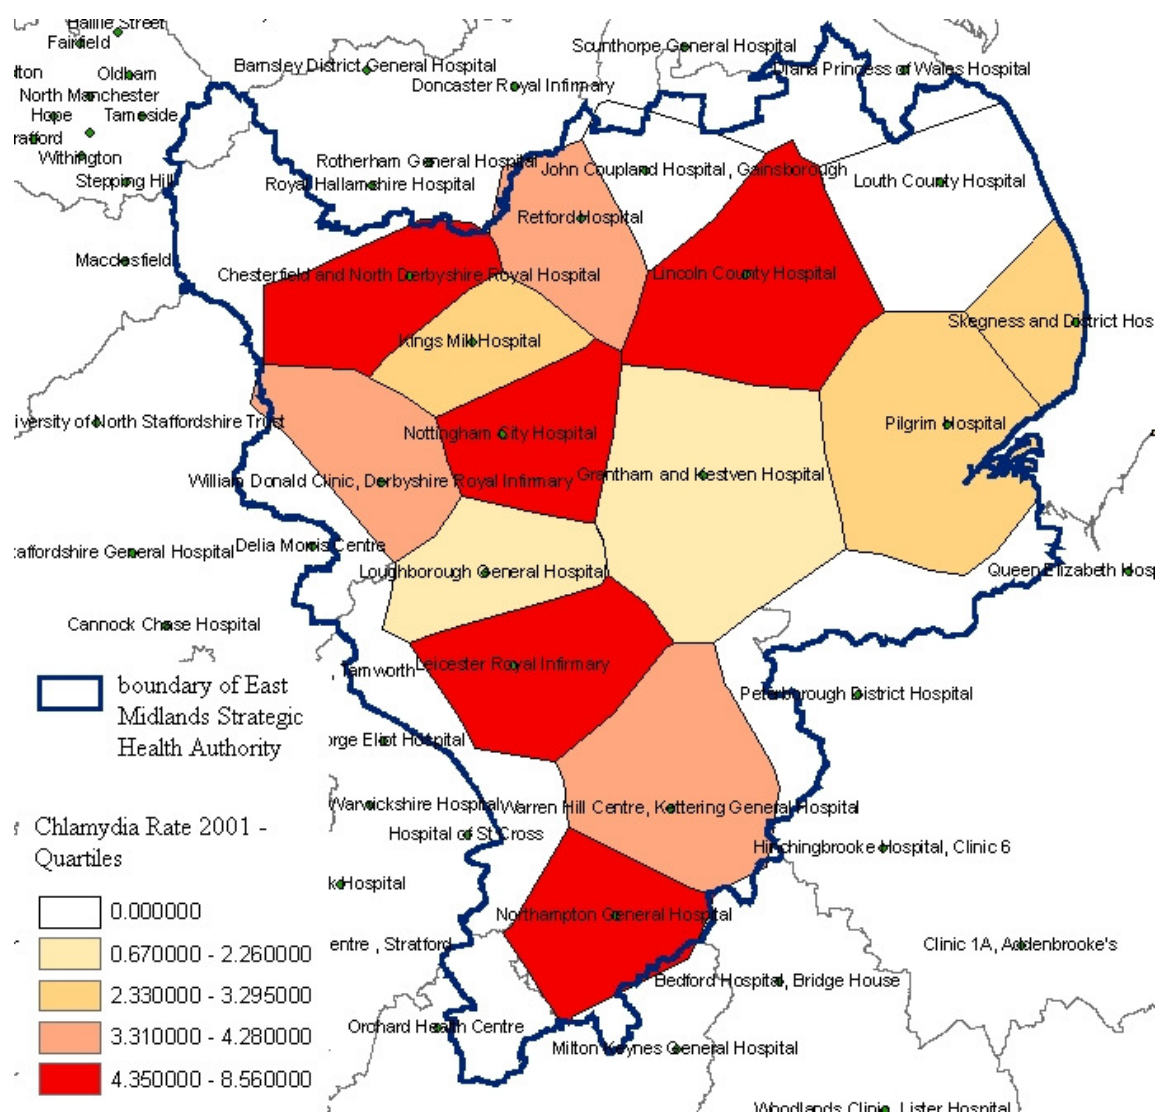 Hallie Street
Fairfield
Scunthorpe General Hospital
Barnsley District General Hospital
Diana Princess of Wales Hospital
lton
Oldham
Doncaster Royal Infirmary
North Manchester
Hope
Tameside
rafford
Withington
Rotherham General Hospital
John Coupland Hospital, Gainsborough
Stepping Hill
Royal Hallamshire Hospital
Louth County Hospital
Retford Hospital
Macclesfield
Chesterfield and North Derbyshire Royal Hospital
Lincoln County Hospital
Skegness and District Hos
Kings Mill Hospital
iversity of North Staffordshire Trust
Nottingham City Hospital
Pilgrim Hospital
William Donald Clinic, Derbyshire Royal Infirmary
Grantham and Kestven Hospital
affordshire General Hospital
Delia Morris Centre
Loughborough General Hospital
Queen Elizabeth Hosp
Cannock Chase Hospital
, Tamworth
Leicester Royal Infirmary
boundary of East
Midlands Strategic
Health Authority
Peterborough District Hospital
orge Eliot Hospital
Warwickshire Hospital
Warren Hill Centre, Kettering General Hospital
Hospital of St Cross
Hinchingbrooke Hospital, Clinic 6
Chlamydia Rate 2001 -
Quartiles
k Hospital
0.000000
Northampton General Hospital
entre , Stratford
Clinic 1A, Addenbrooke's
0.670000 - 2.260000
Bedford Hospital, Bridge House
2.330000 - 3.295000
Orchard Health Centre
3.310000 - 4.280000
Milton Keynes General Hospital
4.350000 - 8.560000
Woodlands Clinic, Lister Hospital